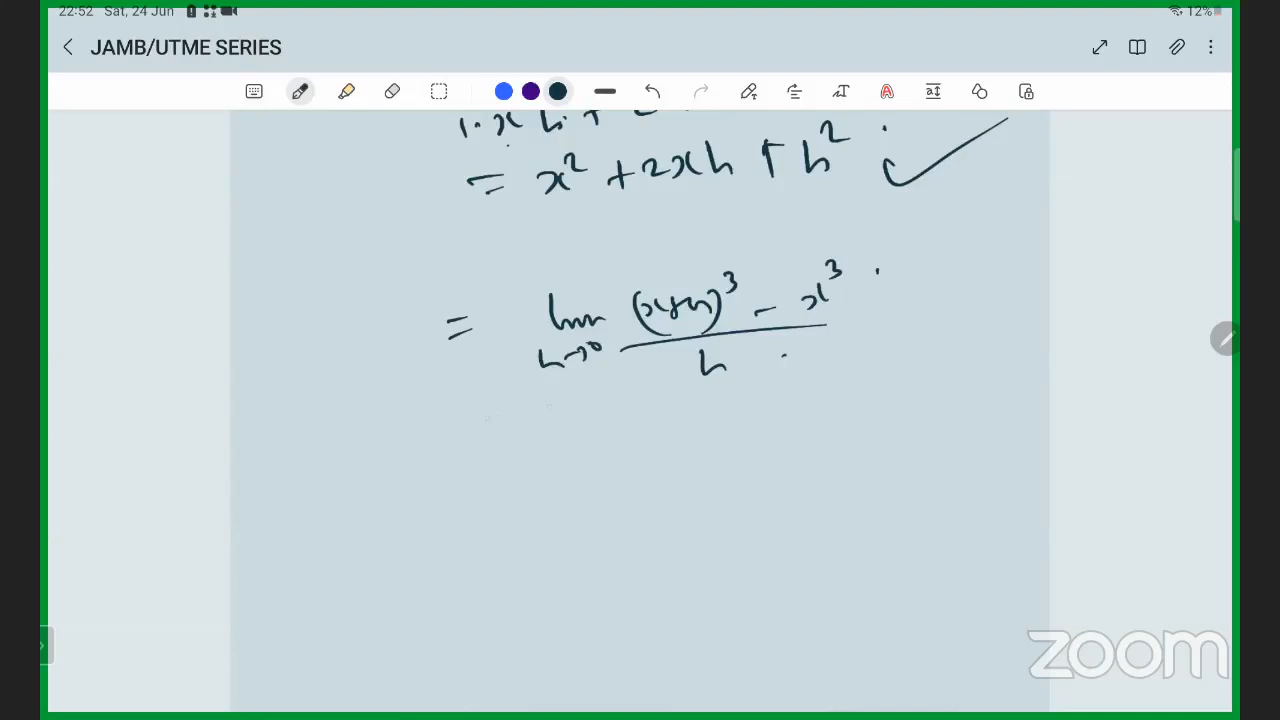 22:52 Sat, 24 Jun 12%
JAMB/UTME SERIES
= x² + 2xh + h²
= lim (x+h)³ - x³
h→0 h
zoom